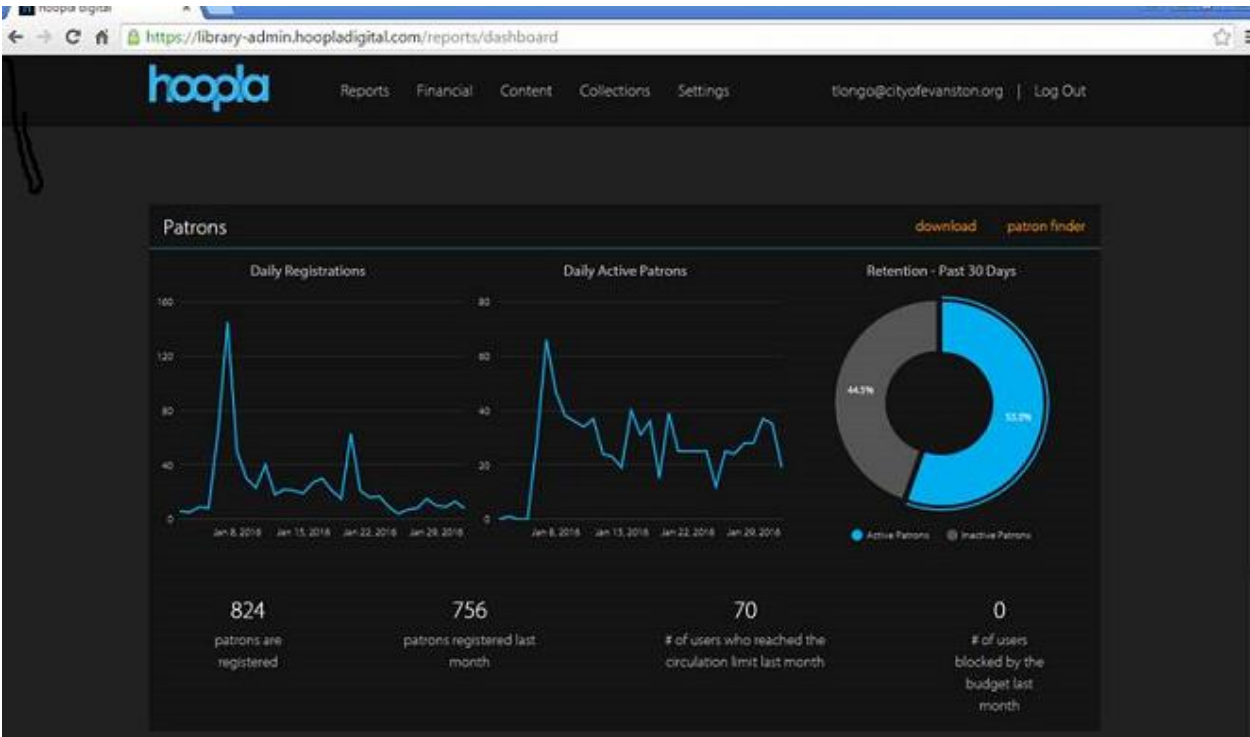 hoopla digital
https://library-admin.hoopladigital.com/reports/dashboard
hoopla
Reports Financial Content Collections Settings tlongo@cityofevanston.org | Log Out
Patrons download patron finder
Daily Registrations
160
120
80
40
0
Jan 8, 2016 Jan 15, 2016 Jan 22, 2016 Jan 29, 2016
Daily Active Patrons
80
60
40
20
0
Jan 8, 2016 Jan 15, 2016 Jan 22, 2016 Jan 29, 2016
Retention - Past 30 Days
44.5%
Active Patrons Inactive Patrons
824
patrons are
registered
756
patrons registered last
month
70
# of users who reached the
circulation limit last month
0
# of users
blocked by the
budget last
month